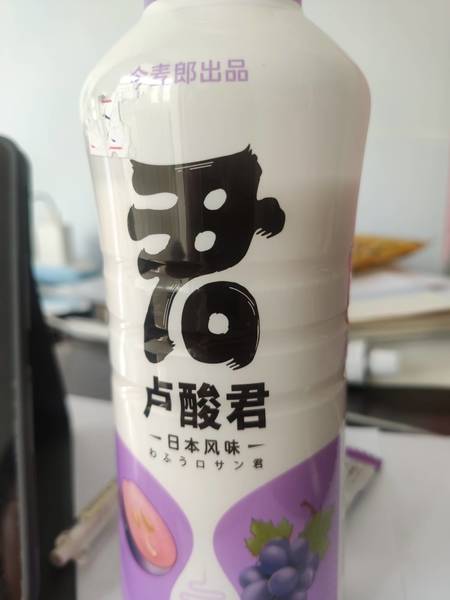 今麦郎出品
君
卢酸君
日本风味
わふうロサン君